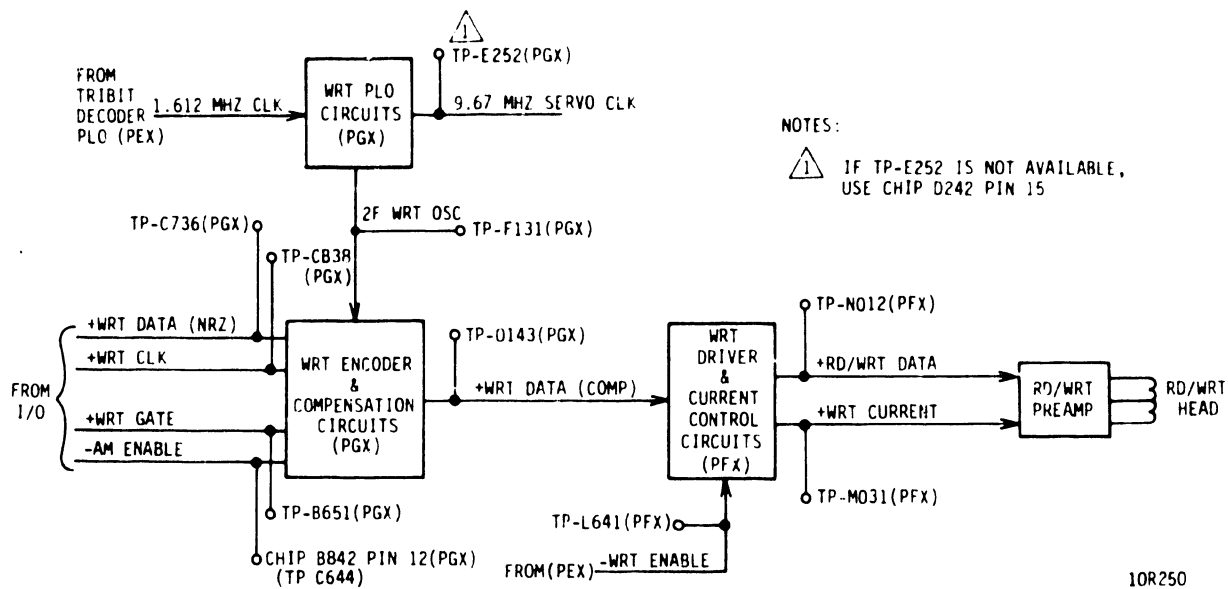 1
TP-E252(PGX)
FROM
TRIBIT
DECODER
PLO (PEX)
1.612 MHZ CLK
WRT PLO
CIRCUITS
(PGX)
9.67 MHZ SERVO CLK
NOTES:
1 IF TP-E252 IS NOT AVAILABLE,
USE CHIP D242 PIN 15
2F WRT OSC
TP-F131(PGX)
TP-C736(PGX)
TP-CB38
(PGX)
FROM
I/O
+WRT DATA (NRZ)
+WRT CLK
+WRT GATE
-AM ENABLE
WRT ENCODER
&
COMPENSATION
CIRCUITS
(PGX)
TP-B651(PGX)
CHIP B842 PIN 12(PGX)
(TP C644)
TP-0143(PGX)
+WRT DATA (COMP)
WRT
DRIVER
&
CURRENT
CONTROL
CIRCUITS
(PFX)
TP-L641(PFX)
FROM(PEX)
-WRT ENABLE
TP-N012(PFX)
+RD/WRT DATA
+WRT CURRENT
TP-M031(PFX)
RD/WRT
PREAMP
RD/WRT
HEAD
10R250